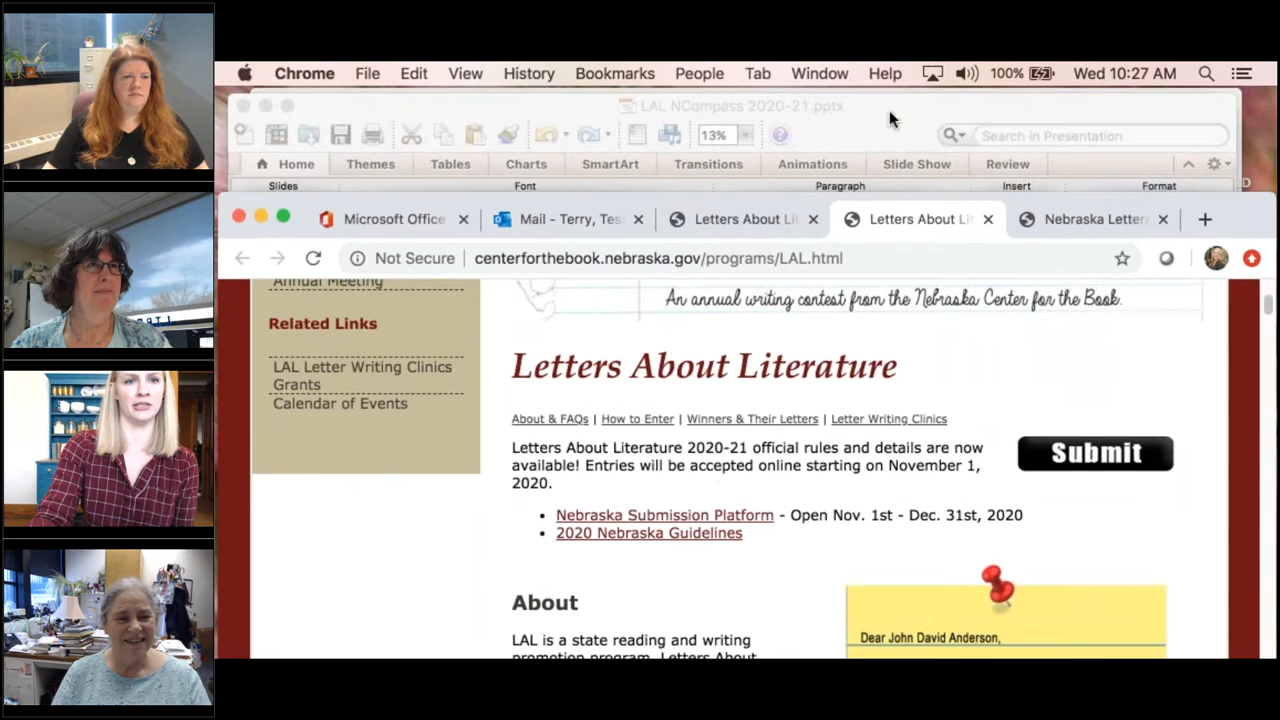 Chrome File Edit View History Bookmarks People Tab Window Help 100% Wed 10:27 AM
LAL NCompass 2020-21.pptx
13% Search in Presentation
Home Themes Tables Charts SmartArt Transitions Animations Slide Show Review
Slides Font Paragraph Insert Format
Microsoft Office Mail - Terry, Tes Letters About Li Letters About Li Nebraska Letter
Not Secure centerforthebook.nebraska.gov/programs/LAL.html
Annual Meeting
Related Links
LAL Letter Writing Clinics
Grants
Calendar of Events
An annual writing contest from the Nebraska Center for the Book.
Letters About Literature
About & FAQs | How to Enter | Winners & Their Letters | Letter Writing Clinics
Letters About Literature 2020-21 official rules and details are now
available! Entries will be accepted online starting on November 1,
2020.
Submit
• Nebraska Submission Platform - Open Nov. 1st - Dec. 31st, 2020
• 2020 Nebraska Guidelines
About
LAL is a state reading and writing
promotion program. Letters About
Dear John David Anderson,